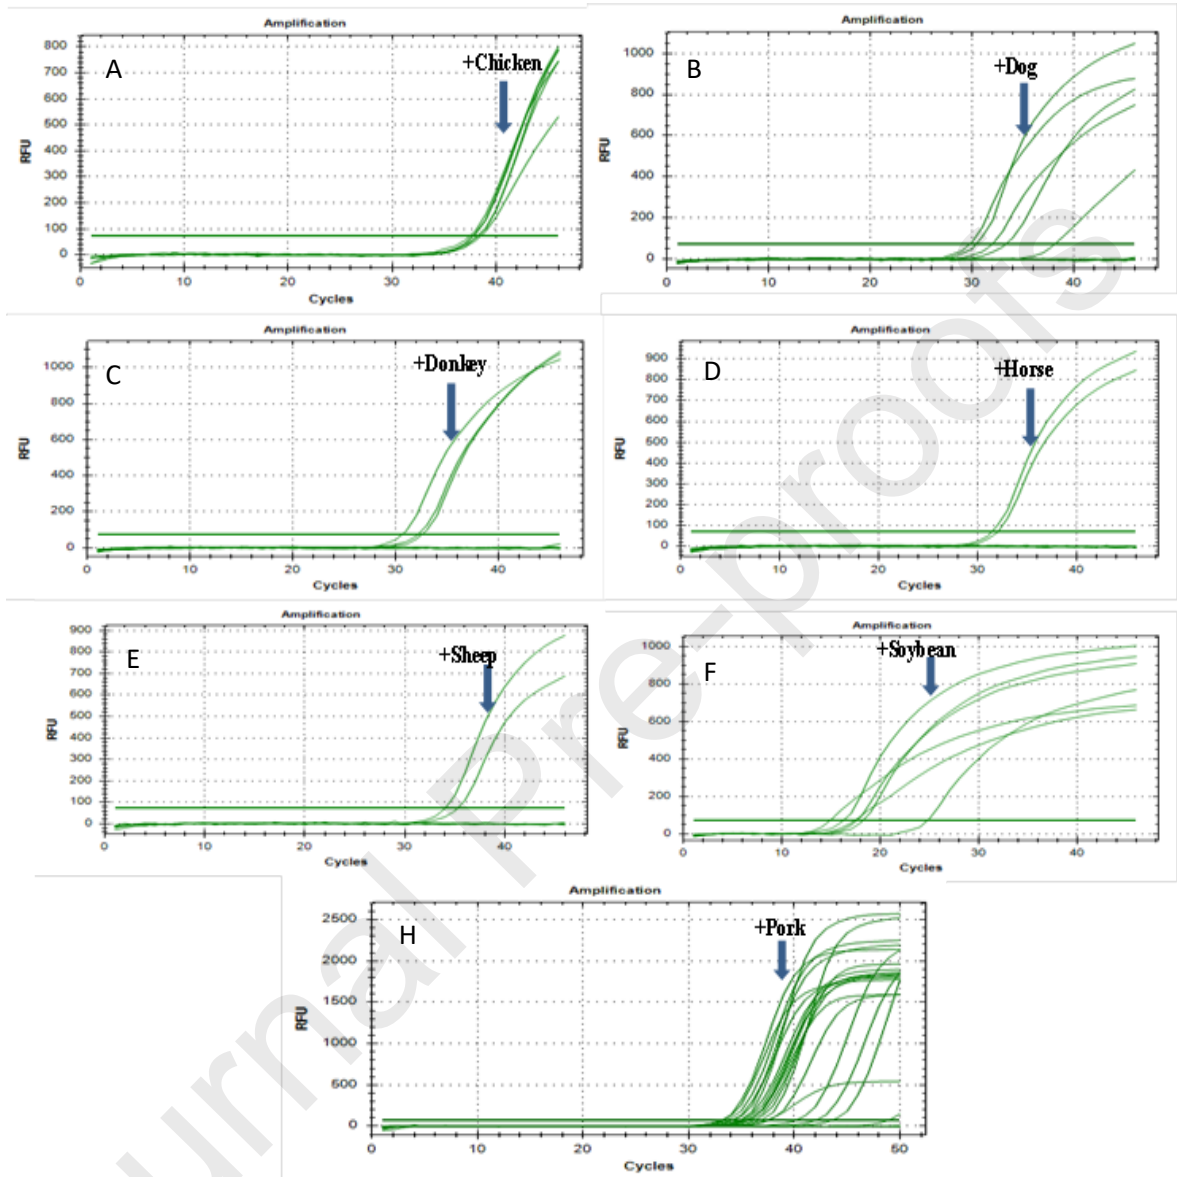 Amplification
A
+Chicken
RFU
800
700
600
500
400
300
200
100
0
0 10 20 30 40
Cycles
Amplification
B
+Dog
RFU
1000
800
600
400
200
0
0 10 20 30 40
Cycles
Amplification
C
+Donkey
RFU
1000
800
600
400
200
0
0 10 20 30 40
Cycles
Amplification
D
+Horse
RFU
900
800
700
600
500
400
300
200
100
0
0 10 20 30 40
Cycles
Amplification
E
+Sheep
RFU
900
800
700
600
500
400
300
200
100
0
0 10 20 30 40
Cycles
Amplification
F
+Soybean
RFU
1000
800
600
400
200
0
0 10 20 30 40
Cycles
Amplification
H
+Pork
RFU
2500
2000
1500
1000
500
0
0 10 20 30 40 50
Cycles
urnal Pre-proofs